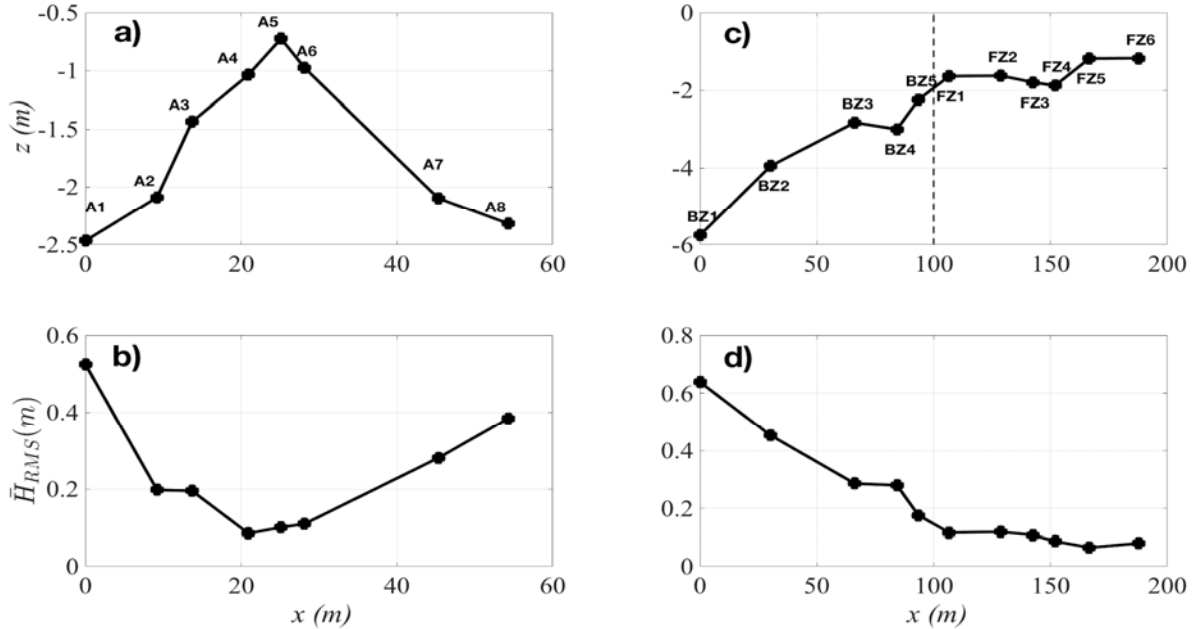 a)
-0.5
-1
-1.5
-2
-2.5
z (m)
A1
A2
A3
A4
A5
A6
A7
A8
0
20
40
60
c)
0
-2
-4
-6
BZ1
BZ2
BZ3
BZ4
BZ5
FZ1
FZ2
FZ3
FZ4
FZ5
FZ6
0
50
100
150
200
b)
0.6
0.4
0.2
0
H̄_RMS(m)
0
20
40
60
x (m)
d)
0.8
0.6
0.4
0.2
0
0
50
100
150
200
x (m)